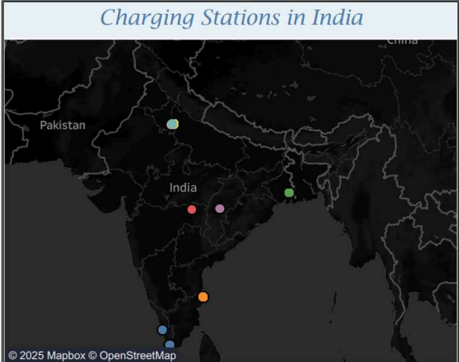 Charging Stations in India
China
Pakistan
India
© 2025 Mapbox © OpenStreetMap